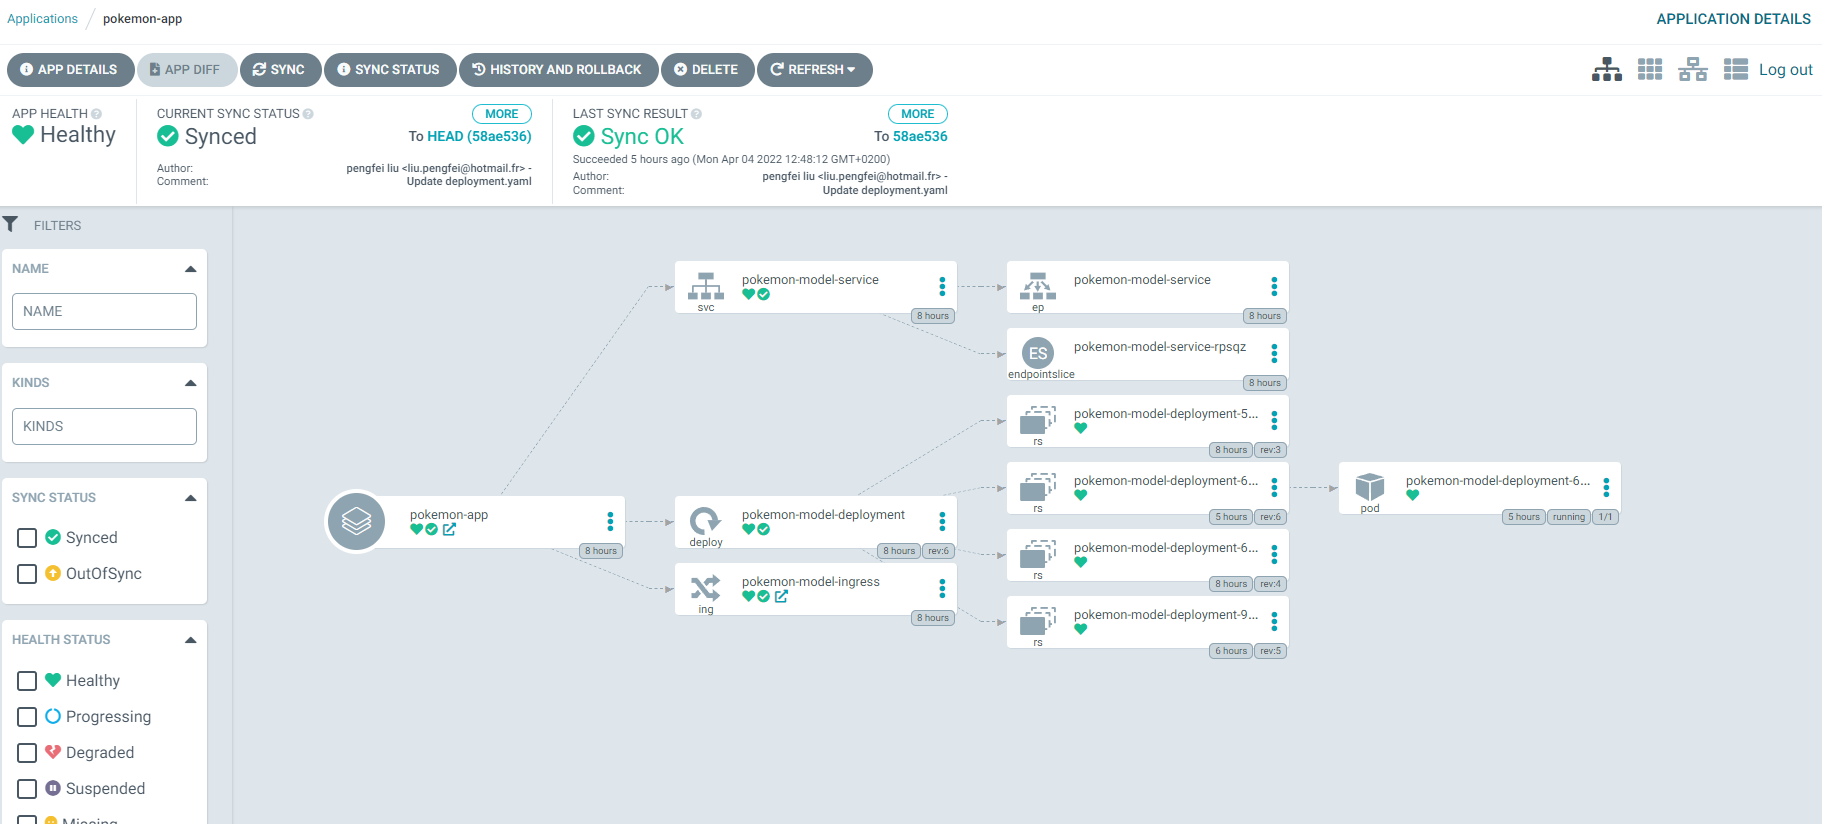 Applications / pokemon-app
APPLICATION DETAILS
APP DETAILS
APP DIFF
SYNC
SYNC STATUS
HISTORY AND ROLLBACK
DELETE
REFRESH
Log out
APP HEALTH
Healthy
CURRENT SYNC STATUS
MORE
Synced
To HEAD (58ae536)
Author:
pengfei liu <liu.pengfei@hotmail.fr> -
Comment:
Update deployment.yaml
LAST SYNC RESULT
MORE
Sync OK
To 58ae536
Succeeded 5 hours ago (Mon Apr 04 2022 12:48:12 GMT+0200)
Author:
pengfei liu <liu.pengfei@hotmail.fr> -
Comment:
Update deployment.yaml
FILTERS
NAME
NAME
KINDS
KINDS
SYNC STATUS
Synced
OutOfSync
HEALTH STATUS
Healthy
Progressing
Degraded
Suspended
Missing
pokemon-app
8 hours
pokemon-model-service
svc
8 hours
pokemon-model-deployment
deploy
8 hours
rev:6
pokemon-model-ingress
ing
8 hours
pokemon-model-service
ep
8 hours
ES
pokemon-model-service-rpsqz
endpointslice
8 hours
pokemon-model-deployment-5...
rs
8 hours
rev:3
pokemon-model-deployment-6...
rs
5 hours
rev:6
pokemon-model-deployment-6...
rs
8 hours
rev:4
pokemon-model-deployment-9...
rs
6 hours
rev:5
pokemon-model-deployment-6...
pod
5 hours
running
1/1